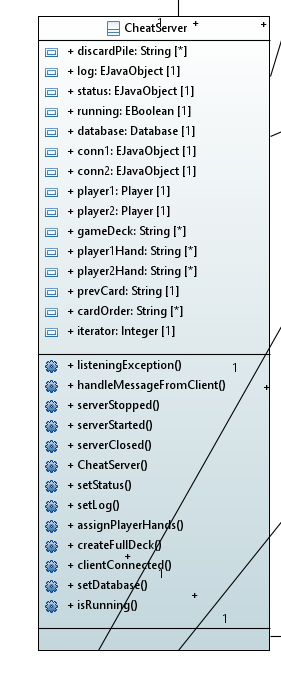 1 + +
CheatServer
+ discardPile: String [*]
+ log: EJavaObject [1]
+ status: EJavaObject [1]
+ running: EBoolean [1]
+ database: Database [1]
+ conn1: EJavaObject [1]
+ conn2: EJavaObject [1]
+ player1: Player [1]
+ player2: Player [1]
+ gameDeck: String [*]
+ player1Hand: String [*]
+ player2Hand: String [*]
+ prevCard: String [1]
+ cardOrder: String [*]
+ iterator: Integer [1]
+ listeningException()
1
+ handleMessageFromClient()
+
+ serverStopped()
+ serverStarted()
+ serverClosed()
+ CheatServer()
+ setStatus()
+ setLog()
+ assignPlayerHands()
+ createFullDeck()
+
+ clientConnected()
1
+ setDatabase()
+
+ isRunning()
1